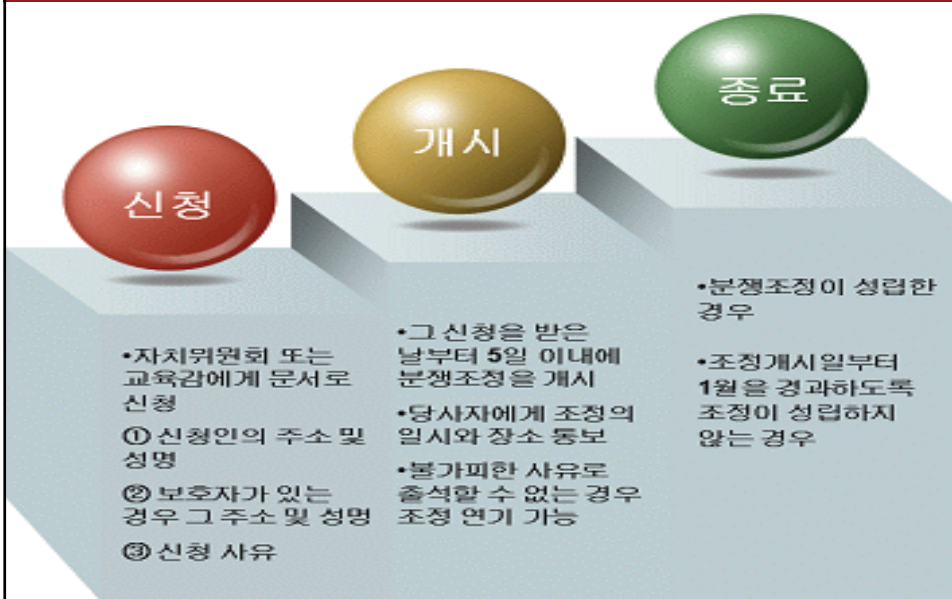 신청
•자치위원회 또는
교육감에게 문서로
신청
① 신청인의 주소 및
성명
② 보호자가 있는
경우 그 주소 및 성명
③ 신청 사유
개시
•그 신청을 받은
날부터 5일 이내에
분쟁조정을 개시
•당사자에게 조정의
일시와 장소 통보
•불가피한 사유로
출석할 수 없는 경우
조정 연기 가능
종료
•분쟁조정이 성립한
경우
•조정개시일부터
1월을 경과하도록
조정이 성립하지
않는 경우